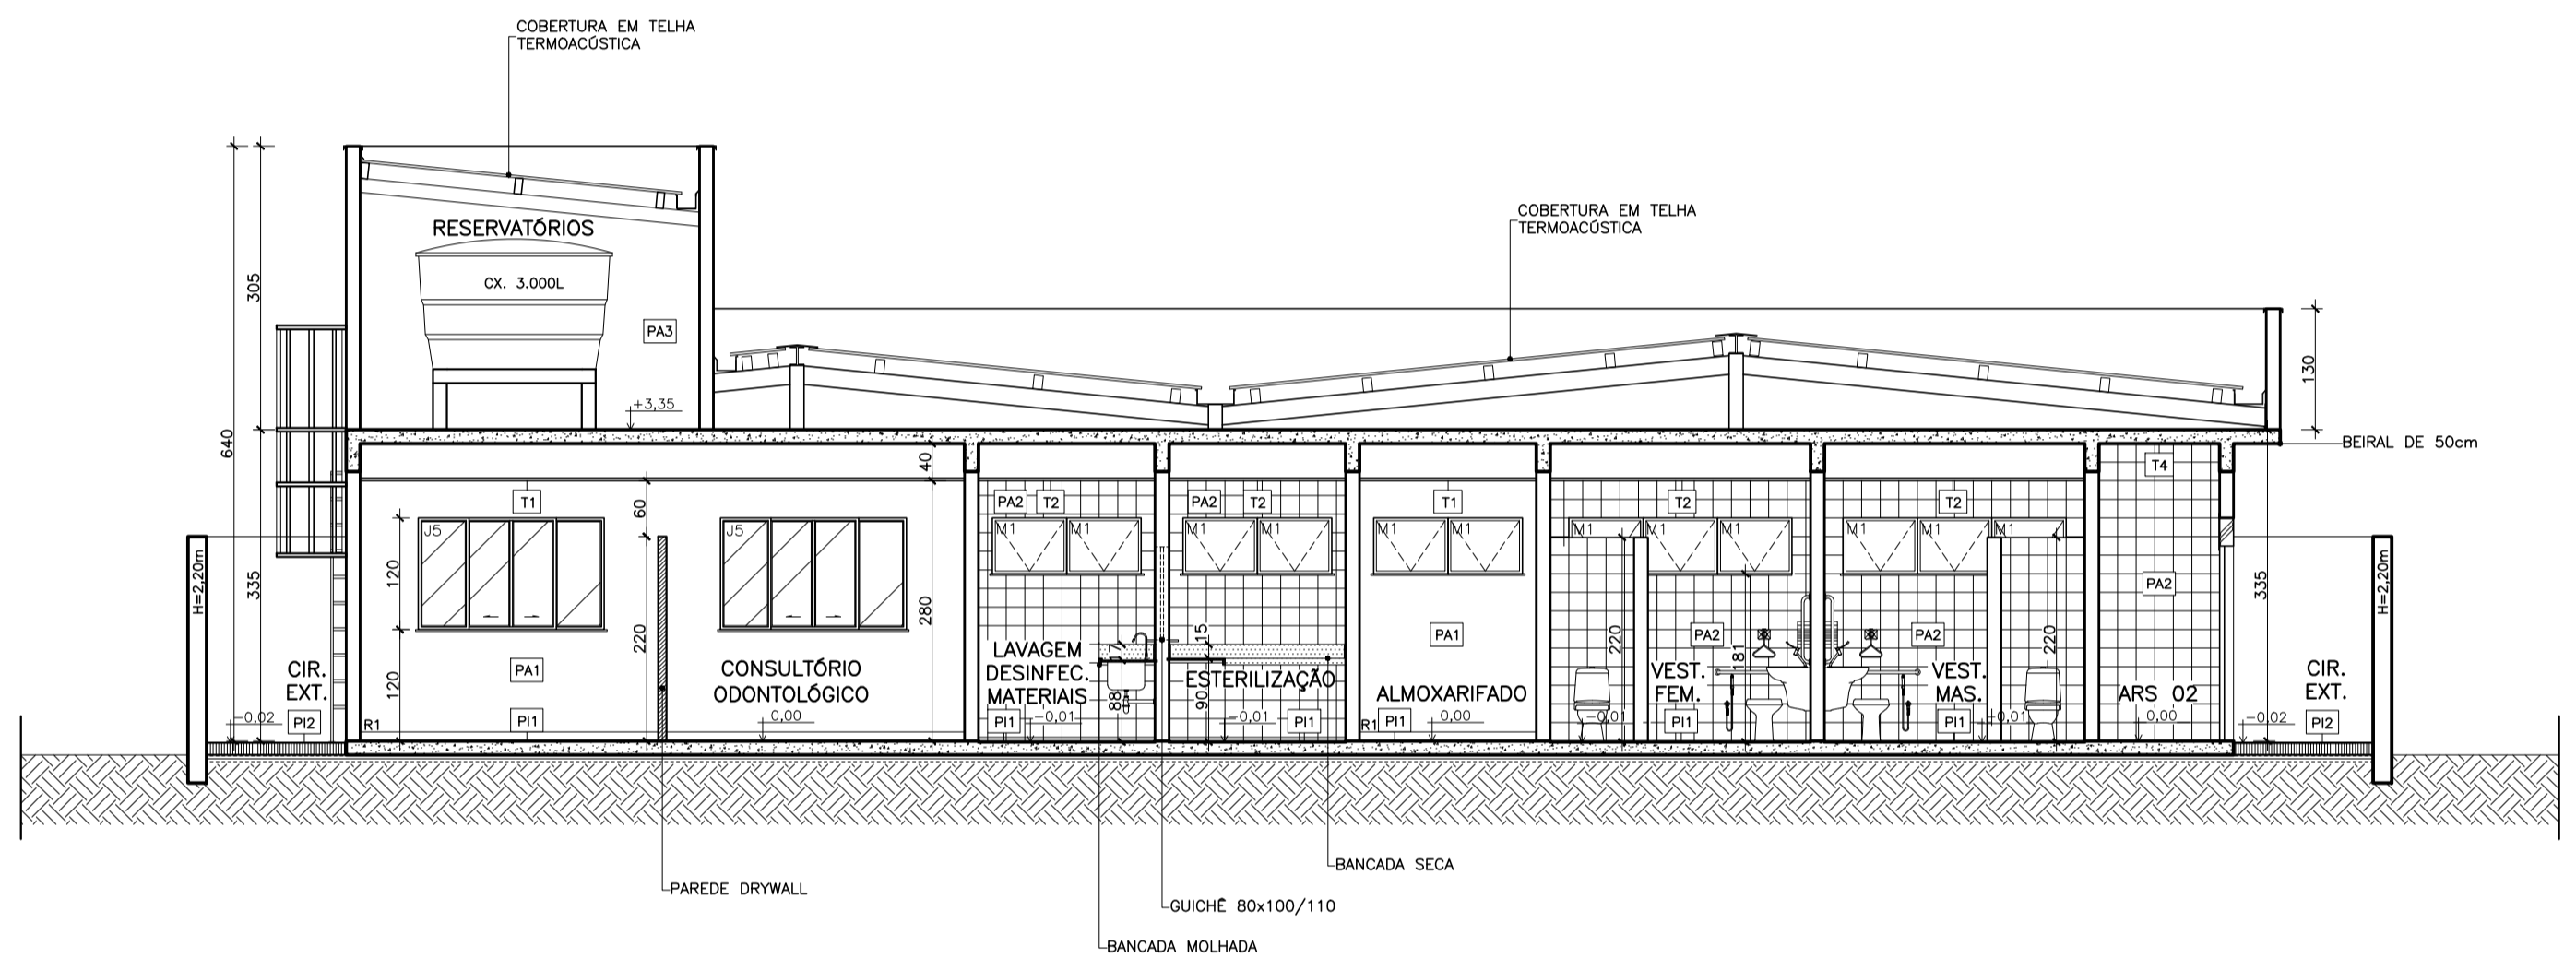 COBERTURA EM TELHA
TERMOACÚSTICA
COBERTURA EM TELHA
TERMOACÚSTICA
RESERVATÓRIOS
CX. 3.000L
PA3
+3,35
305
640
335
130
BEIRAL DE 50cm
40
60
T1
PA2
T2
PA2
T2
T1
T2
T2
T4
J5
J5
M1
M1
M1
M1
M1
M1
M1
M1
M1
M1
M1
M1
H=2,20m
120
120
220
280
220
181
220
335
H=2,20m
PA1
PA1
PA2
PA2
PA2
17
88
15
90
CIR.
EXT.
PI2
-0,02
CONSULTÓRIO
ODONTOLÓGICO
LAVAGEM
DESINFEC.
MATERIAIS
ESTERILIZAÇÃO
ALMOXARIFADO
VEST.
FEM.
VEST.
MAS.
ARS 02
CIR.
EXT.
PI2
-0,02
R1
PI1
0,00
PI1
-0,01
-0,01
PI1
R1
PI1
0,00
-0,01
PI1
PI1
-0,01
0,00
BANCADA SECA
PAREDE DRYWALL
GUICHÊ 80x100/110
BANCADA MOLHADA